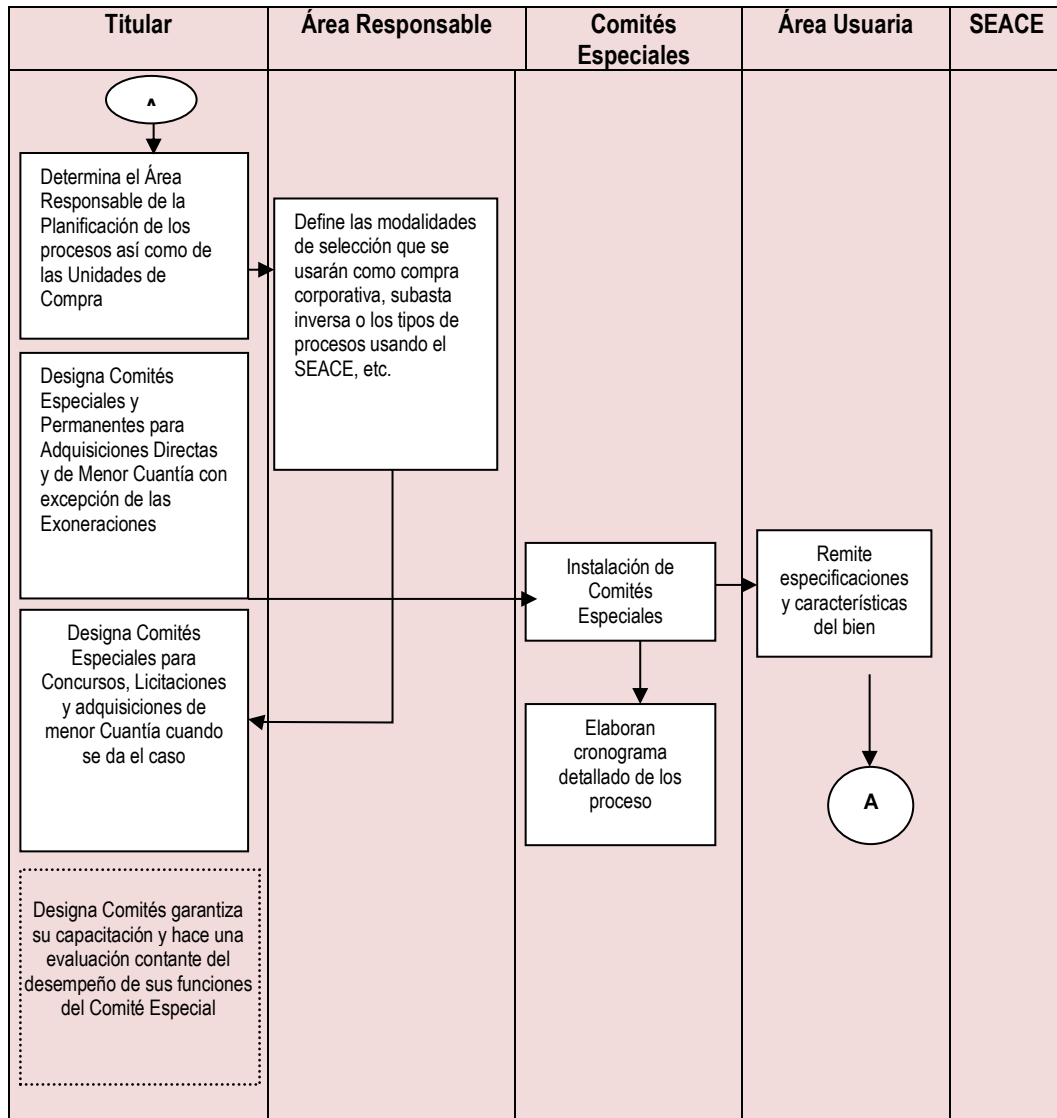 Titular
Área Responsable
Comités
Especiales
Área Usuaria
SEACE
Determina el Área
Responsable de la
Planificación de los
procesos así como de
las Unidades de
Compra
Define las modalidades
de selección que se
usarán como compra
corporativa, subasta
inversa o los tipos de
procesos usando el
SEACE, etc.
Designa Comités
Especiales y
Permanentes para
Adquisiciones Directas
y de Menor Cuantía con
excepción de las
Exoneraciones
Instalación de
Comités
Especiales
Remite
especificaciones
y características
del bien
Designa Comités
Especiales para
Concursos, Licitaciones
y adquisiciones de
menor Cuantía cuando
se da el caso
Elaboran
cronograma
detallado de los
proceso
A
Designa Comités garantiza
su capacitación y hace una
evaluación contante del
desempeño de sus funciones
del Comité Especial